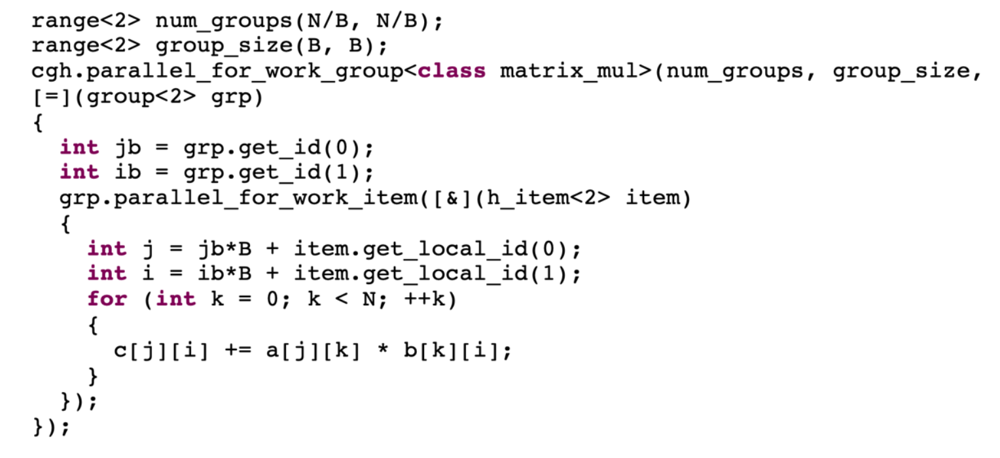 range<2> num_groups(N/B, N/B);
range<2> group_size(B, B);
cgh.parallel_for_work_group<class matrix_mul>(num_groups, group_size,
[=](group<2> grp)
{
  int jb = grp.get_id(0);
  int ib = grp.get_id(1);
  grp.parallel_for_work_item([&](h_item<2> item)
  {
    int j = jb*B + item.get_local_id(0);
    int i = ib*B + item.get_local_id(1);
    for (int k = 0; k < N; ++k)
    {
      c[j][i] += a[j][k] * b[k][i];
    }
  });
});